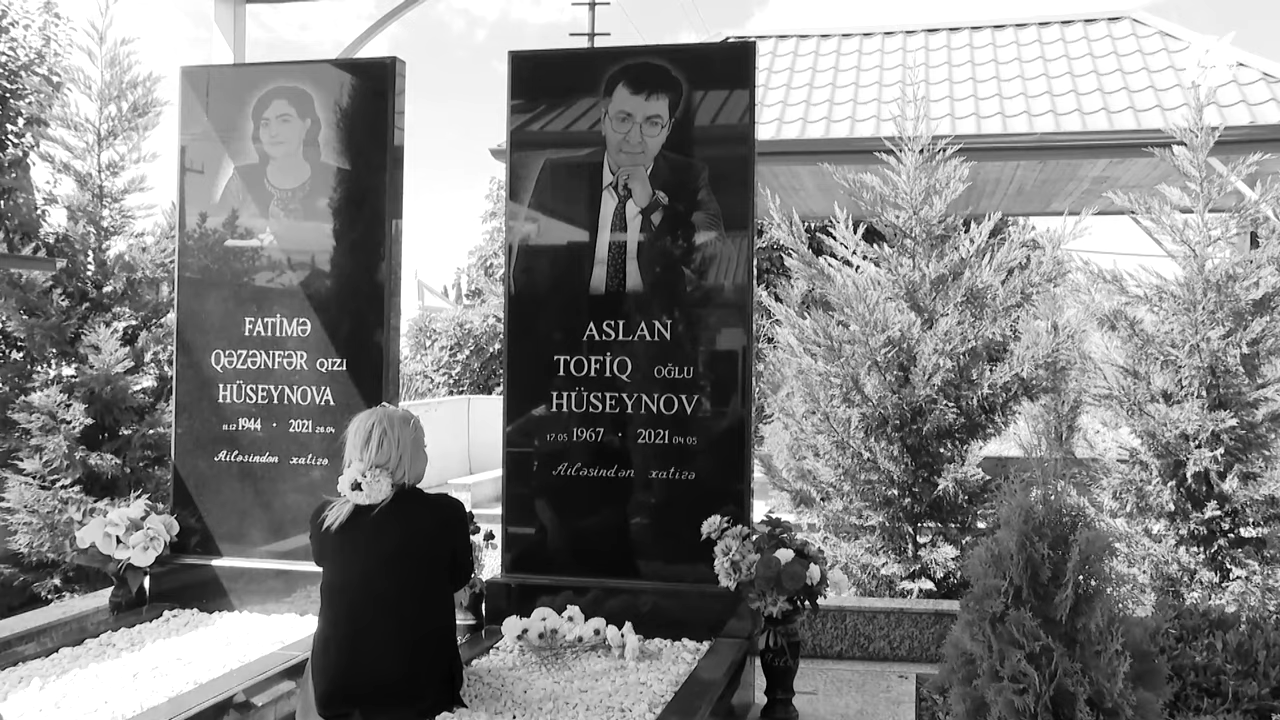 FATİMƏ
QƏZƏNFƏR QIZI
HÜSEYNOVA
11.12 1944 · 2021 28.04
Ailəsindən xatirə
ASLAN
TOFİQ OĞLU
HÜSEYNOV
17.05 1967 · 2021 04.05
Ailəsindən xatirə